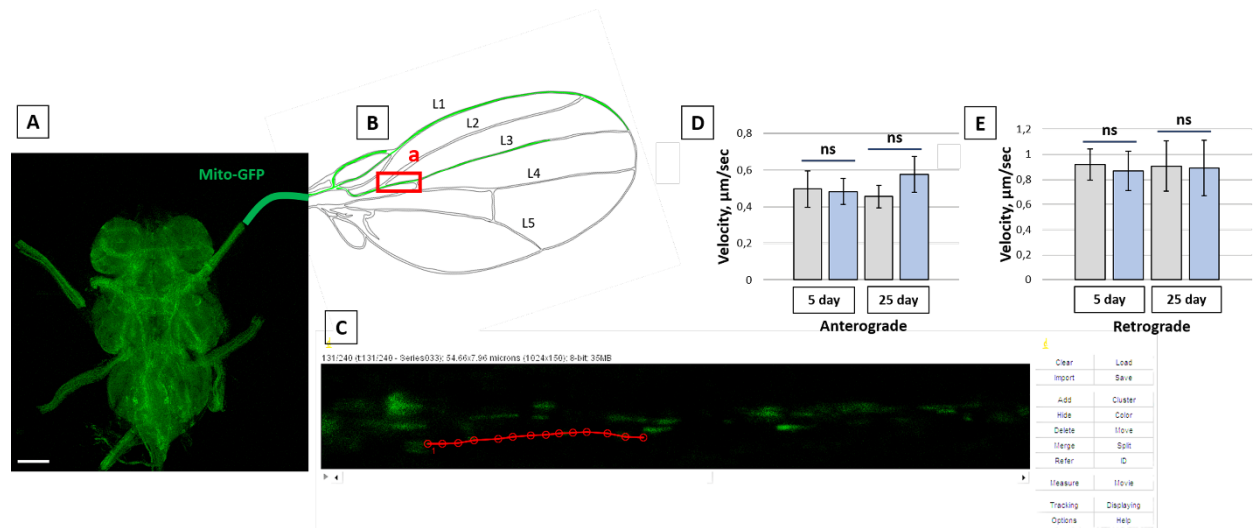 A
Mito-GFP
B
L1
L2
L3
L4
L5
a
D
Velocity, µm/sec
0,8
0,6
0,4
0,2
0
ns
ns
5 day
25 day
Anterograde
E
Velocity, µm/sec
1,2
1
0,8
0,6
0,4
0,2
0
ns
ns
5 day
25 day
Retrograde
C
131/240 (t:131/240 - Series033); 54.66x7.96 microns (1024x150); 8-bit; 35MB
1
Clear Load
Import Save
Add Cluster
Hide Color
Delete Move
Merge Split
Refer ID
Measure Movie
Tracking Displaying
Options Help